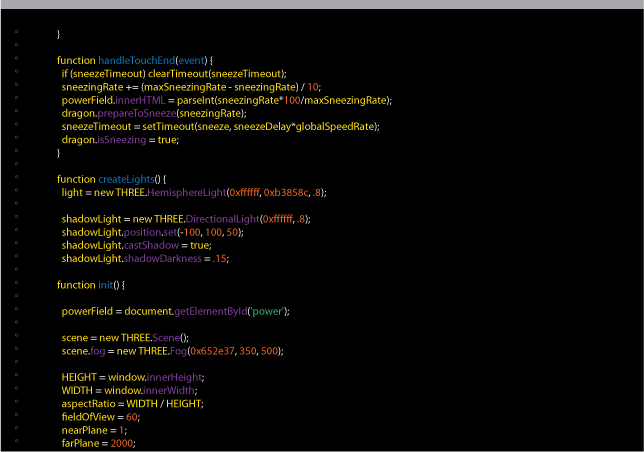 }
function handleTouchEnd(event) {
if (sneezeTimeout) clearTimeout(sneezeTimeout);
sneezingRate += (maxSneezingRate - sneezingRate) / 10;
powerField.innerHTML = parseInt(sneezingRate*100/maxSneezingRate);
dragon.prepareToSneeze(sneezingRate);
sneezeTimeout = setTimeout(sneeze, sneezeDelay*globalSpeedRate);
dragon.isSneezing = true;
}
function createLights() {
light = new THREE.HemisphereLight(0xffffff, 0xb3858c, .8);
shadowLight = new THREE.DirectionalLight(0xffffff, .8);
shadowLight.position.set(-100, 100, 50);
shadowLight.castShadow = true;
shadowLight.shadowDarkness = .15;
function init() {
powerField = document.getElementById('power');
scene = new THREE.Scene();
scene.fog = new THREE.Fog(0x652e37, 350, 500);
HEIGHT = window.innerHeight;
WIDTH = window.innerWidth;
aspectRatio = WIDTH / HEIGHT;
fieldOfView = 60;
nearPlane = 1;
farPlane = 2000;